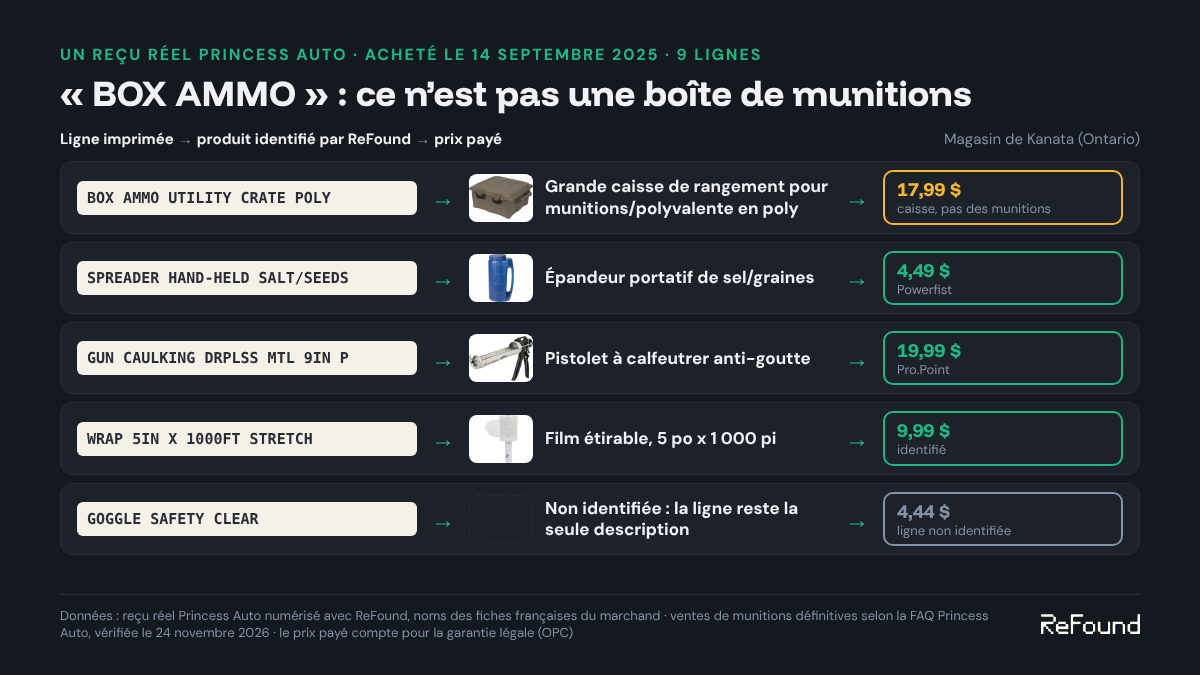 UN REÇU RÉEL PRINCESS AUTO · ACHETÉ LE 14 SEPTEMBRE 2025 · 9 LIGNES
« BOX AMMO » : ce n’est pas une boîte de munitions
Ligne imprimée → produit identifié par ReFound → prix payé
Magasin de Kanata (Ontario)
BOX AMMO UTILITY CRATE POLY
→
Grande caisse de rangement pour
munitions/polyvalente en poly
→
17,99 $
caisse, pas des munitions
SPREADER HAND-HELD SALT/SEEDS
→
Épandeur portatif de sel/graines
→
4,49 $
Powerfist
GUN CAULKING DRPLSS MTL 9IN P
→
Pistolet à calfeutrer anti-goutte
→
19,99 $
Pro.Point
WRAP 5IN X 1000FT STRETCH
→
Film étirable, 5 po x 1 000 pi
→
9,99 $
identifié
GOGGLE SAFETY CLEAR
→
Non identifiée : la ligne reste la
seule description
→
4,44 $
ligne non identifiée
Données : reçu réel Princess Auto numérisé avec ReFound, noms des fiches françaises du marchand · ventes de munitions définitives selon la FAQ Princess
Auto, vérifiée le 24 novembre 2026 · le prix payé compte pour la garantie légale (OPC)
ReFound